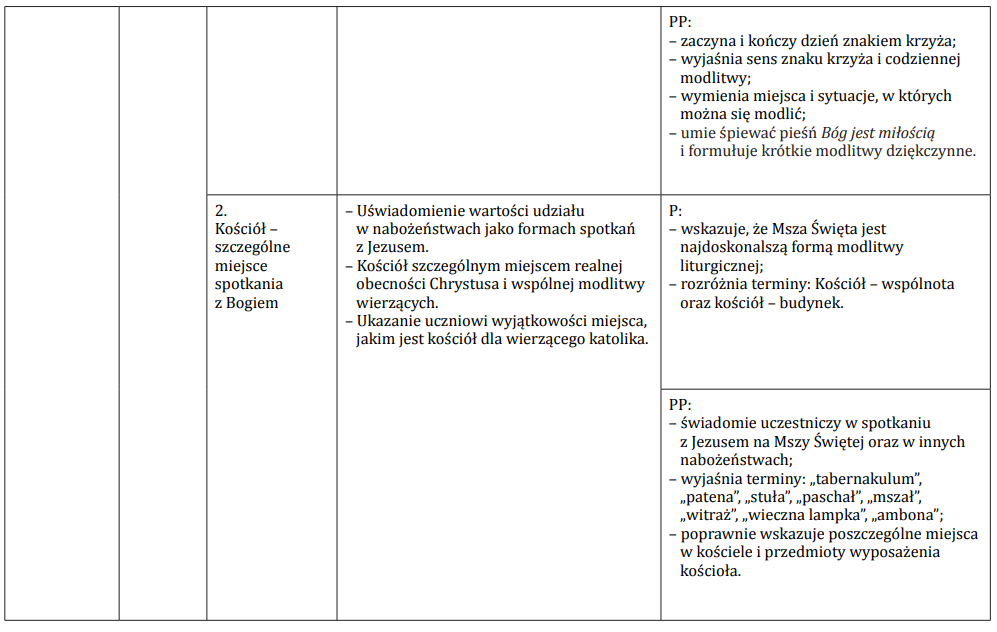 PP:
– zaczyna i kończy dzień znakiem krzyża;
– wyjaśnia sens znaku krzyża i codziennej
modlitwy;
– wymienia miejsca i sytuacje, w których
można się modlić;
– umie śpiewać pieśń Bóg jest miłością
i formułuje krótkie modlitwy dziękczynne.
2.
Kościół –
szczególne
miejsce
spotkania
z Bogiem
– Uświadomienie wartości udziału
w nabożeństwach jako formach spotkań
z Jezusem.
– Kościół szczególnym miejscem realnej
obecności Chrystusa i wspólnej modlitwy
wierzących.
– Ukazanie uczniowi wyjątkowości miejsca,
jakim jest kościół dla wierzącego katolika.
P:
– wskazuje, że Msza Święta jest
najdoskonalszą formą modlitwy
liturgicznej;
– rozróżnia terminy: Kościół – wspólnota
oraz kościół – budynek.
PP:
– świadomie uczestniczy w spotkaniu
z Jezusem na Mszy Świętej oraz w innych
nabożeństwach;
– wyjaśnia terminy: „tabernakulum”,
„patena”, „stuła”, „paschał”, „mszał”,
„witraż”, „wieczna lampka”, „ambona”;
– poprawnie wskazuje poszczególne miejsca
w kościele i przedmioty wyposażenia
kościoła.